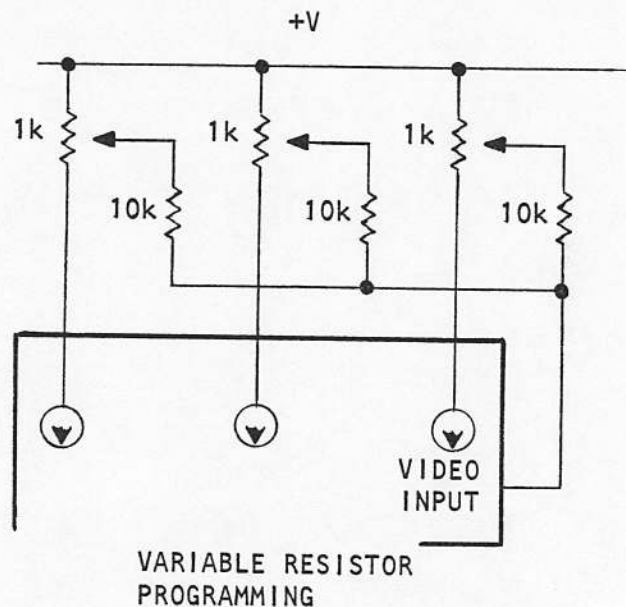 +V
1k
1k
1k
10k
10k
10k
VIDEO
INPUT
VARIABLE RESISTOR
PROGRAMMING